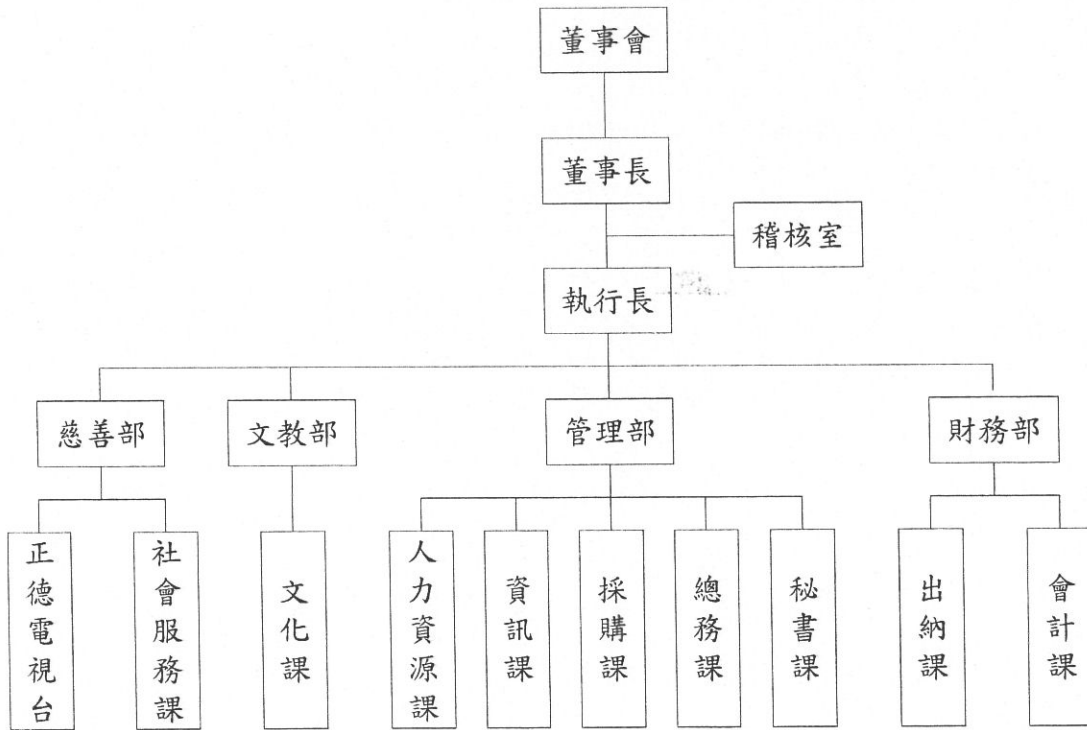 董事會
董事長
稽核室
執行長
慈善部
文教部
管理部
財務部
正德電視台
社會服務課
文化課
人力資源課
資訊課
採購課
總務課
秘書課
出納課
會計課